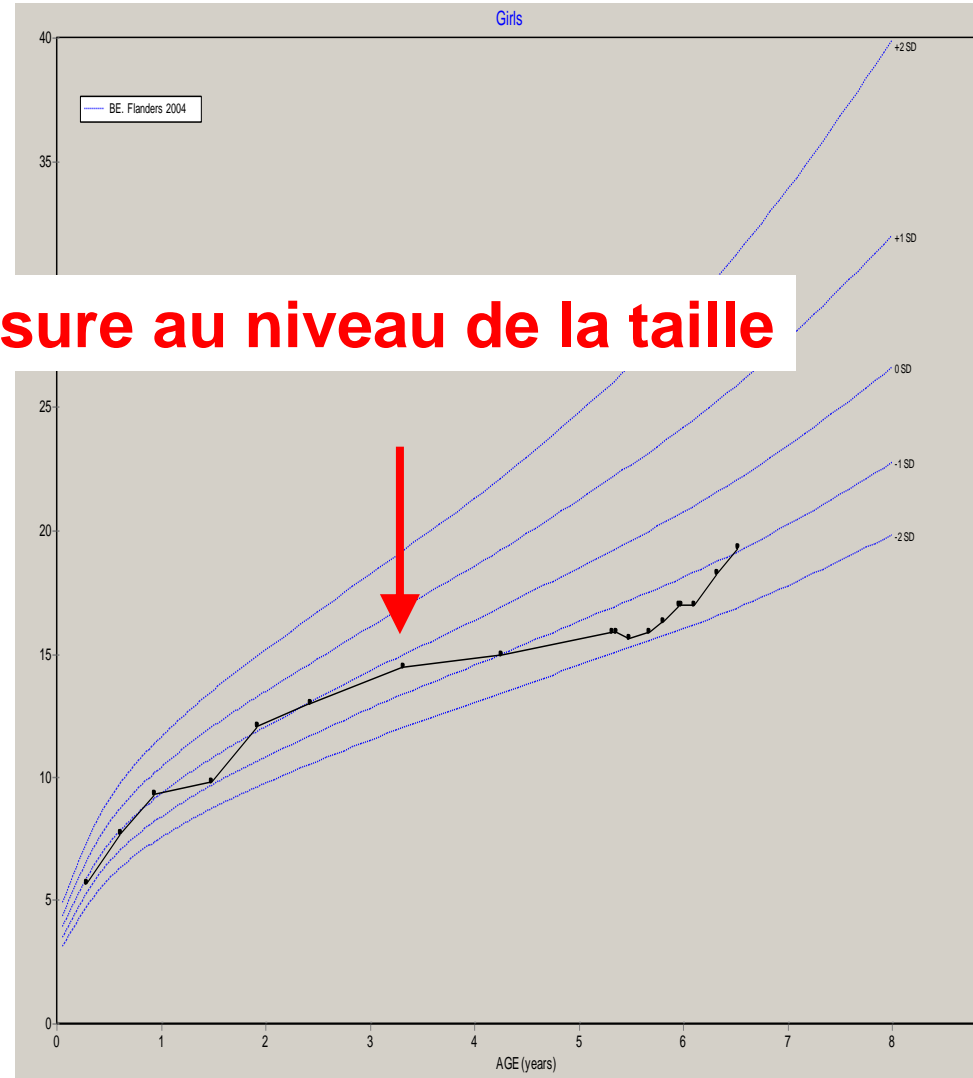 Girls
40
+2 SD
BE. Flanders 2004
35
+1 SD
sure au niveau de la taille
0 SD
25
-1 SD
20
-2 SD
15
10
5
0
0 1 2 3 4 5 6 7 8
AGE (years)